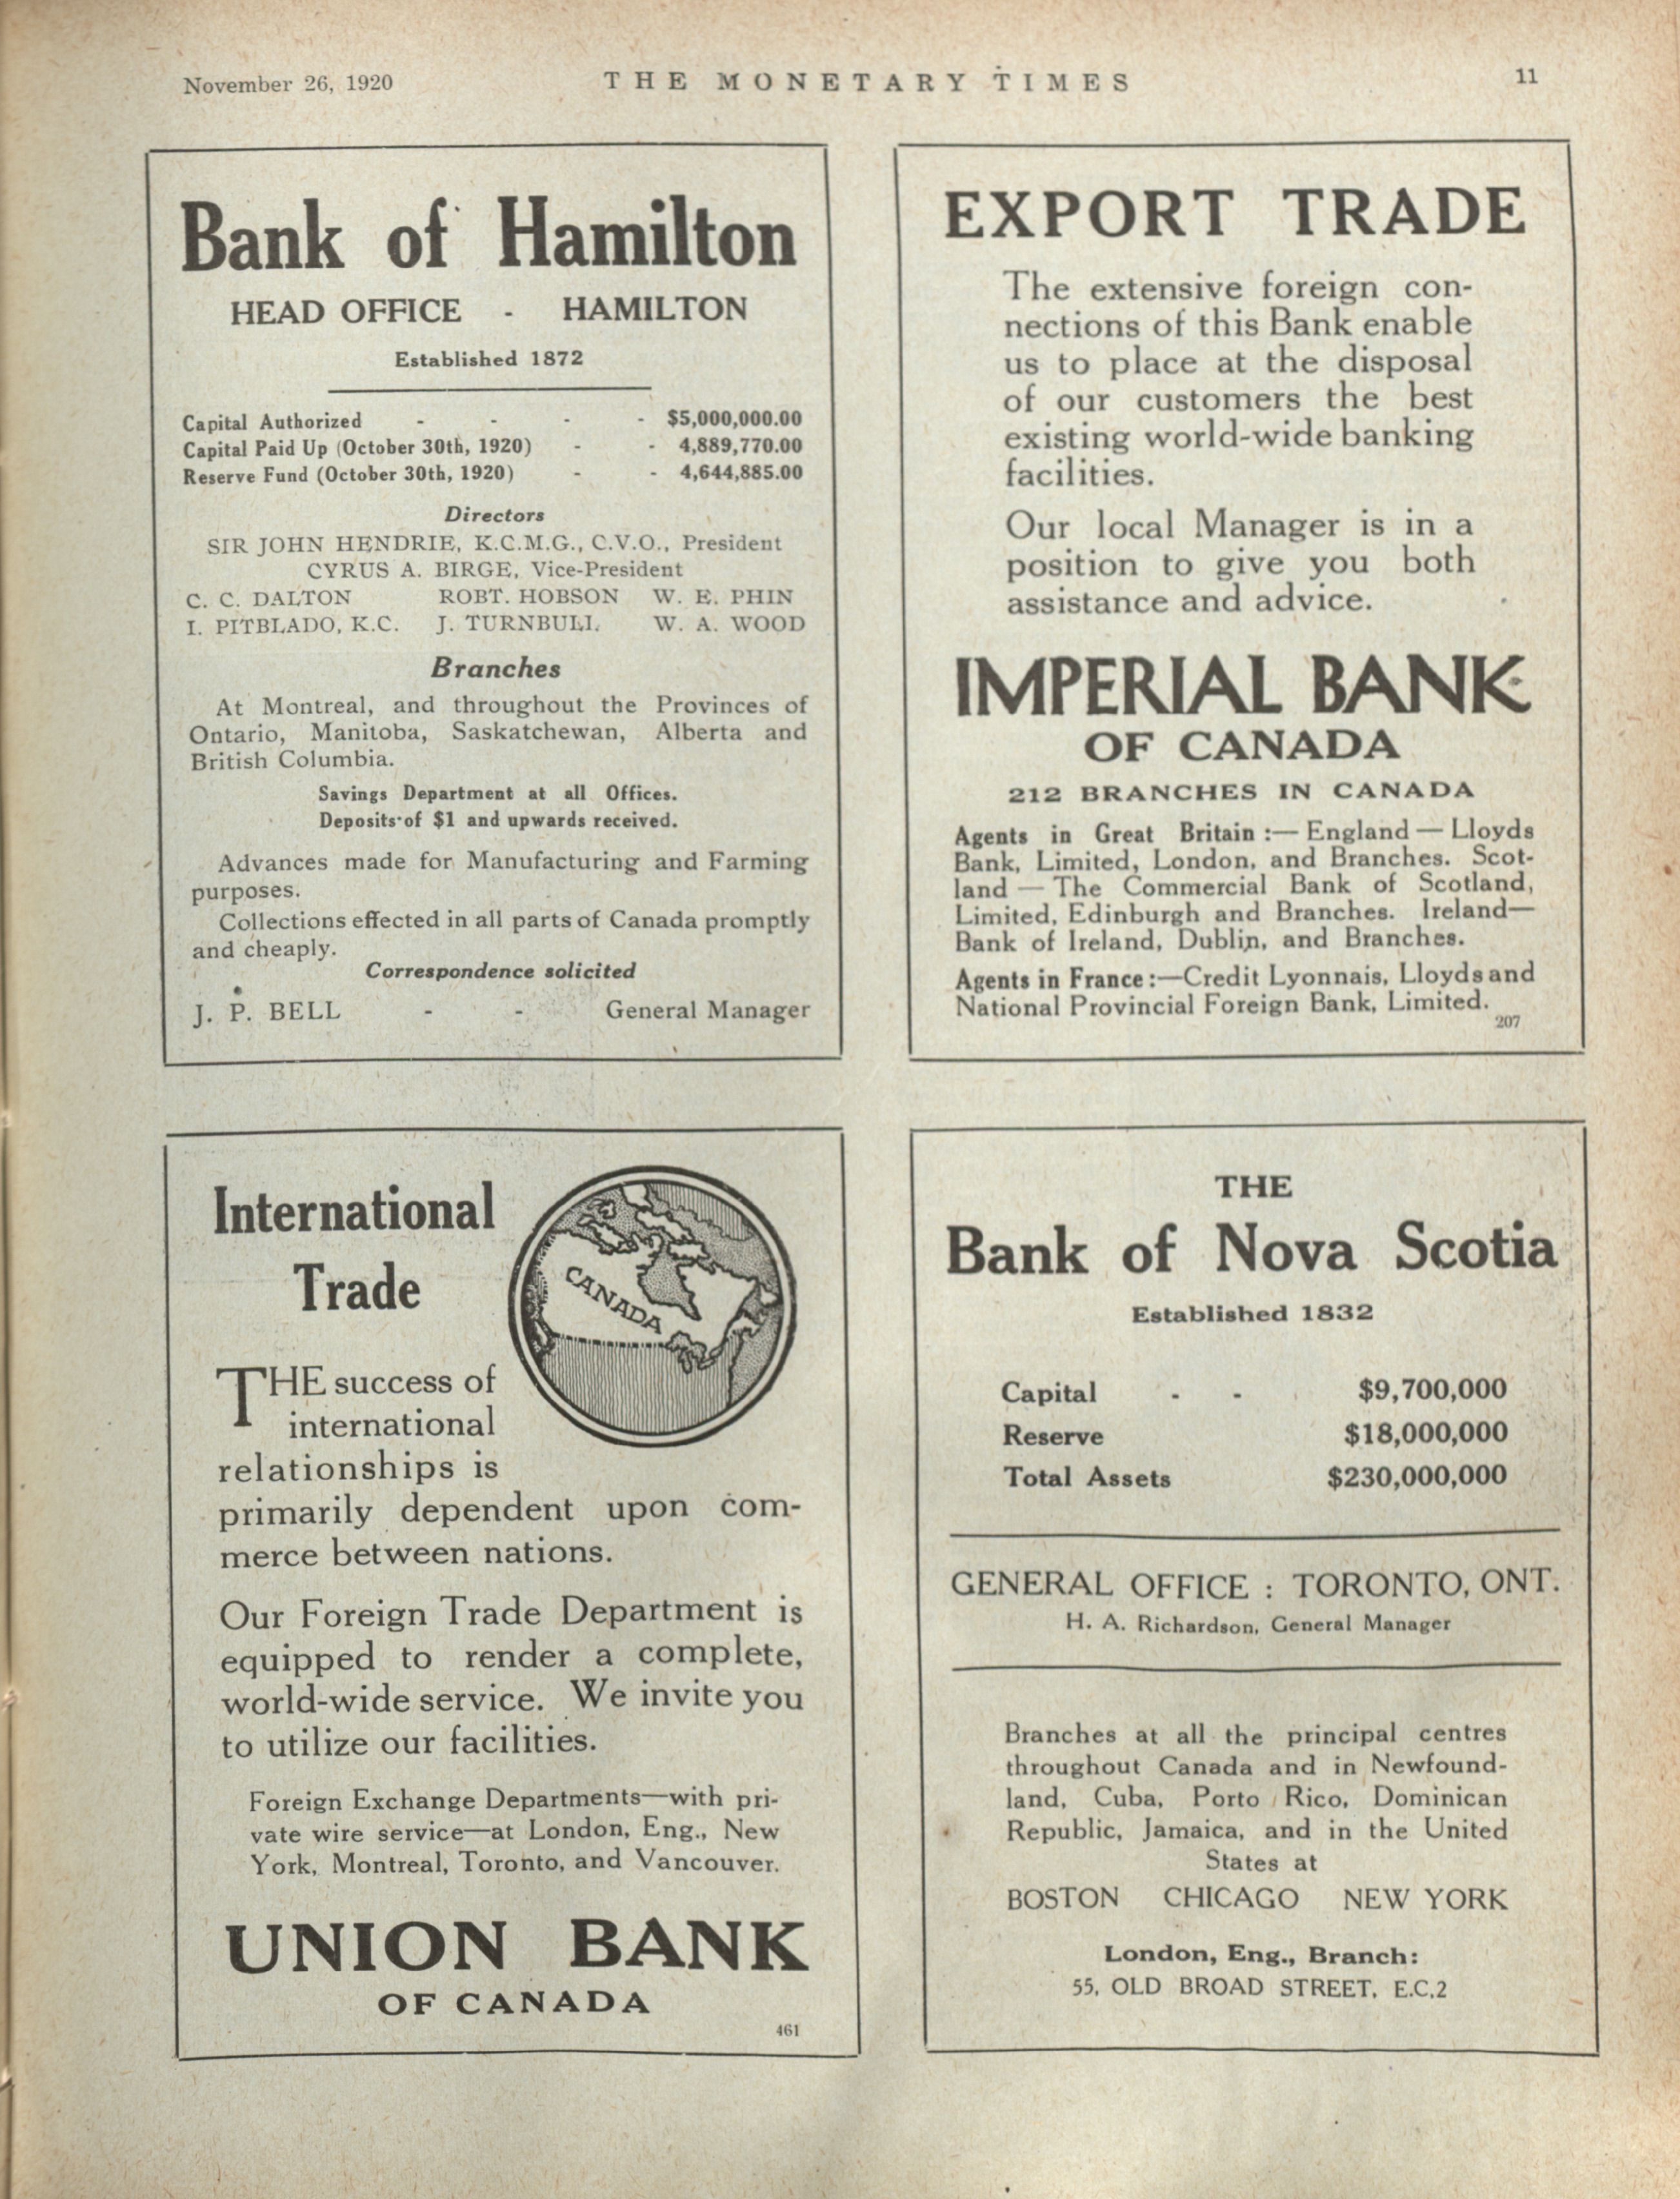 November 26, 1920
THE MONETARY TIMES
11
Bank of Hamilton
HEAD OFFICE - HAMILTON
Established 1872
Capital Authorized - - - - $5,000,000.00
Capital Paid Up (October 30th, 1920) - - 4,889,770.00
Reserve Fund (October 30th, 1920) - - 4,644,885.00
Directors
SIR JOHN HENDRIE, K.C.M.G., C.V.O., President
CYRUS A. BIRGE, Vice-President
C. C. DALTON ROBT. HOBSON W. E. PHIN
I. PITBLADO, K.C. J. TURNBULL W. A. WOOD
Branches
At Montreal, and throughout the Provinces of
Ontario, Manitoba, Saskatchewan, Alberta and
British Columbia.
Savings Department at all Offices.
Deposits of $1 and upwards received.
Advances made for Manufacturing and Farming
purposes.
Collections effected in all parts of Canada promptly
and cheaply.
Correspondence solicited
J. P. BELL - - General Manager
EXPORT TRADE
The extensive foreign con-
nections of this Bank enable
us to place at the disposal
of our customers the best
existing world-wide banking
facilities.
Our local Manager is in a
position to give you both
assistance and advice.
IMPERIAL BANK
OF CANADA
212 BRANCHES IN CANADA
Agents in Great Britain :— England — Lloyds
Bank, Limited, London, and Branches. Scot-
land — The Commercial Bank of Scotland,
Limited, Edinburgh and Branches. Ireland—
Bank of Ireland, Dublin, and Branches.
Agents in France :—Credit Lyonnais, Lloyds and
National Provincial Foreign Bank, Limited.
207
International
Trade
CANADA
THE success of
international
relationships is
primarily dependent upon com-
merce between nations.
Our Foreign Trade Department is
equipped to render a complete,
world-wide service. We invite you
to utilize our facilities.
Foreign Exchange Departments—with pri-
vate wire service—at London, Eng., New
York, Montreal, Toronto, and Vancouver.
UNION BANK
OF CANADA
461
THE
Bank of Nova Scotia
Established 1832
Capital - - $9,700,000
Reserve $18,000,000
Total Assets $230,000,000
GENERAL OFFICE : TORONTO, ONT.
H. A. Richardson, General Manager
Branches at all the principal centres
throughout Canada and in Newfound-
land, Cuba, Porto Rico, Dominican
Republic, Jamaica, and in the United
States at
BOSTON CHICAGO NEW YORK
London, Eng., Branch:
55, OLD BROAD STREET, E.C.2